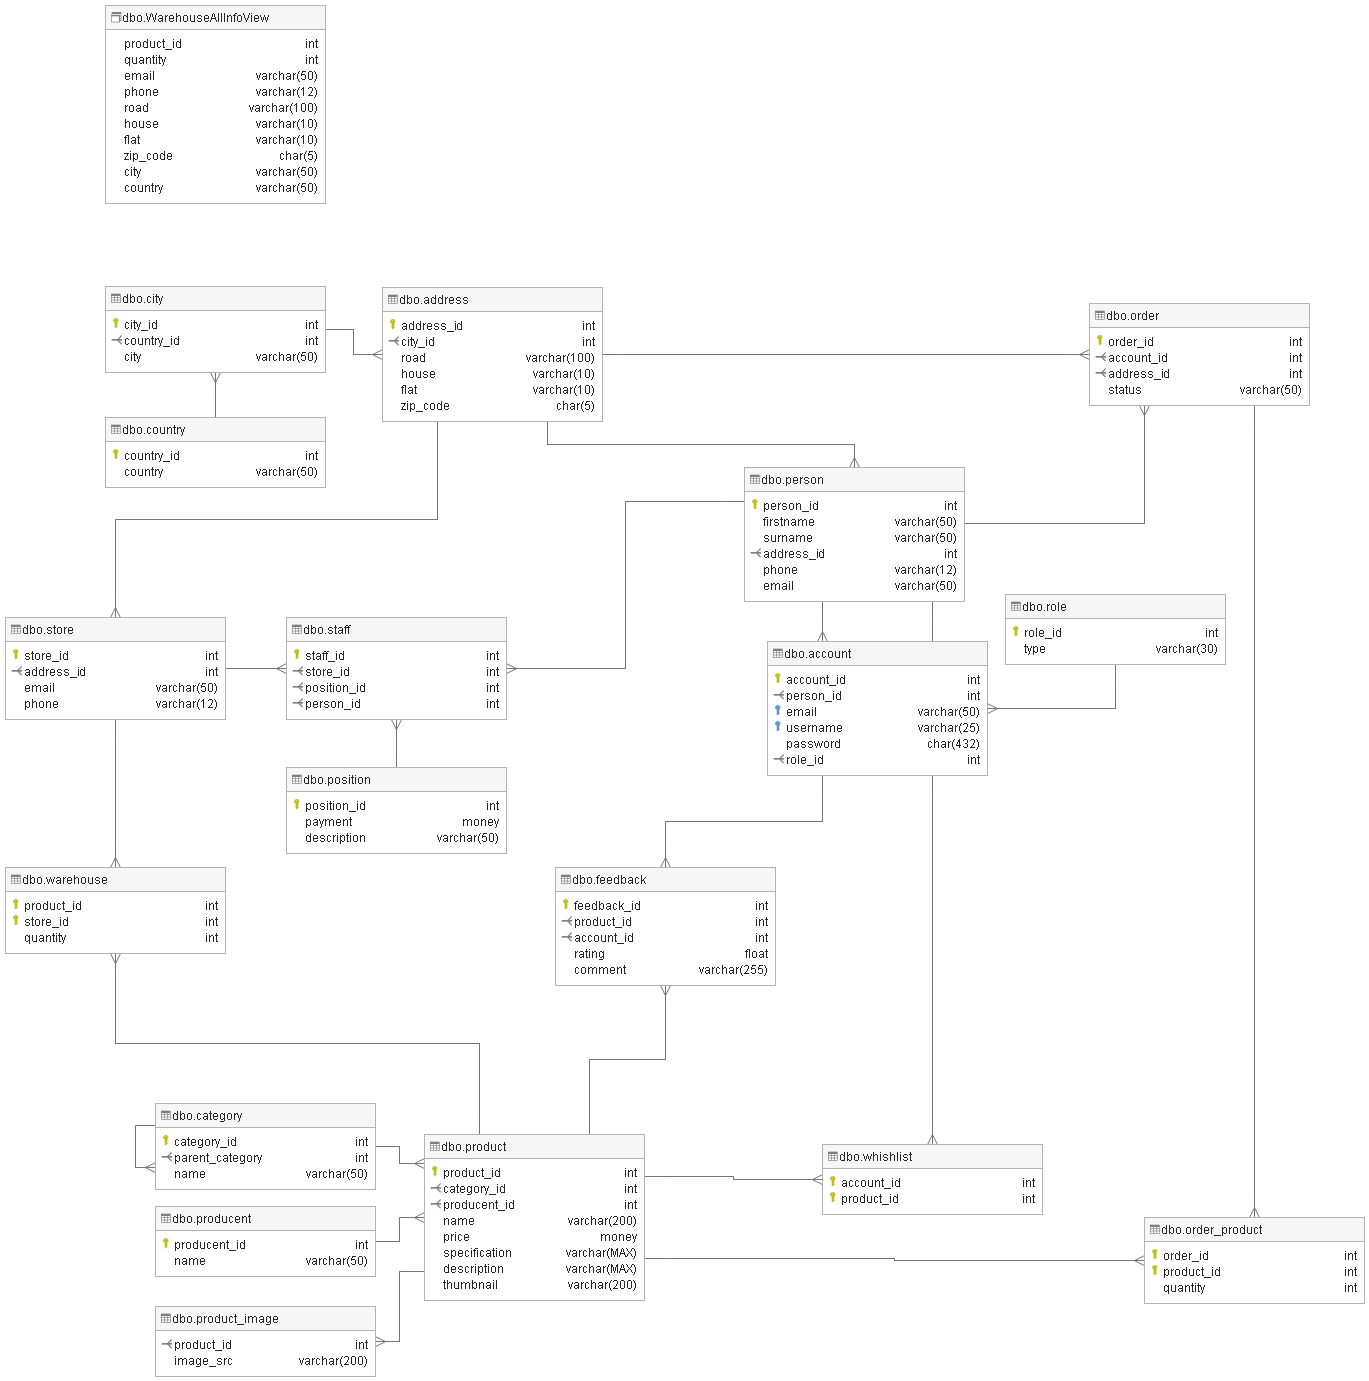 dbo.WarehouseAllInfoView
product_id int
quantity int
email varchar(50)
phone varchar(12)
road varchar(100)
house varchar(10)
flat varchar(10)
zip_code char(5)
city varchar(50)
country varchar(50)
dbo.city
city_id int
country_id int
city varchar(50)
dbo.address
address_id int
city_id int
road varchar(100)
house varchar(10)
flat varchar(10)
zip_code char(5)
dbo.order
order_id int
account_id int
address_id int
status varchar(50)
dbo.country
country_id int
country varchar(50)
dbo.person
person_id int
firstname varchar(50)
surname varchar(50)
address_id int
phone varchar(12)
email varchar(50)
dbo.role
role_id int
type varchar(30)
dbo.store
store_id int
address_id int
email varchar(50)
phone varchar(12)
dbo.staff
staff_id int
store_id int
position_id int
person_id int
dbo.account
account_id int
person_id int
email varchar(50)
username varchar(25)
password char(432)
role_id int
dbo.position
position_id int
payment money
description varchar(50)
dbo.warehouse
product_id int
store_id int
quantity int
dbo.feedback
feedback_id int
product_id int
account_id int
rating float
comment varchar(255)
dbo.category
category_id int
parent_category int
name varchar(50)
dbo.product
product_id int
category_id int
producent_id int
name varchar(200)
price money
specification varchar(MAX)
description varchar(MAX)
thumbnail varchar(200)
dbo.whishlist
account_id int
product_id int
dbo.producent
producent_id int
name varchar(50)
dbo.order_product
order_id int
product_id int
quantity int
dbo.product_image
product_id int
image_src varchar(200)